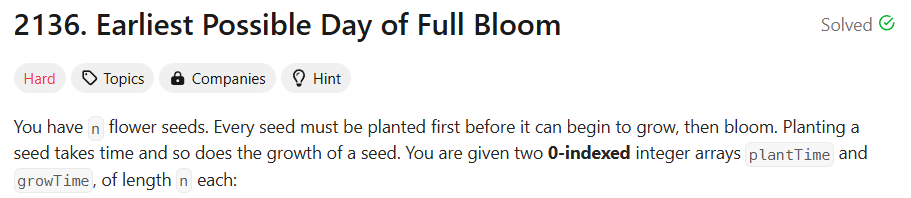 2136. Earliest Possible Day of Full Bloom
Solved
Hard
Topics
Companies
Hint
You have n flower seeds. Every seed must be planted first before it can begin to grow, then bloom. Planting a
seed takes time and so does the growth of a seed. You are given two 0-indexed integer arrays plantTime and
growTime, of length n each: